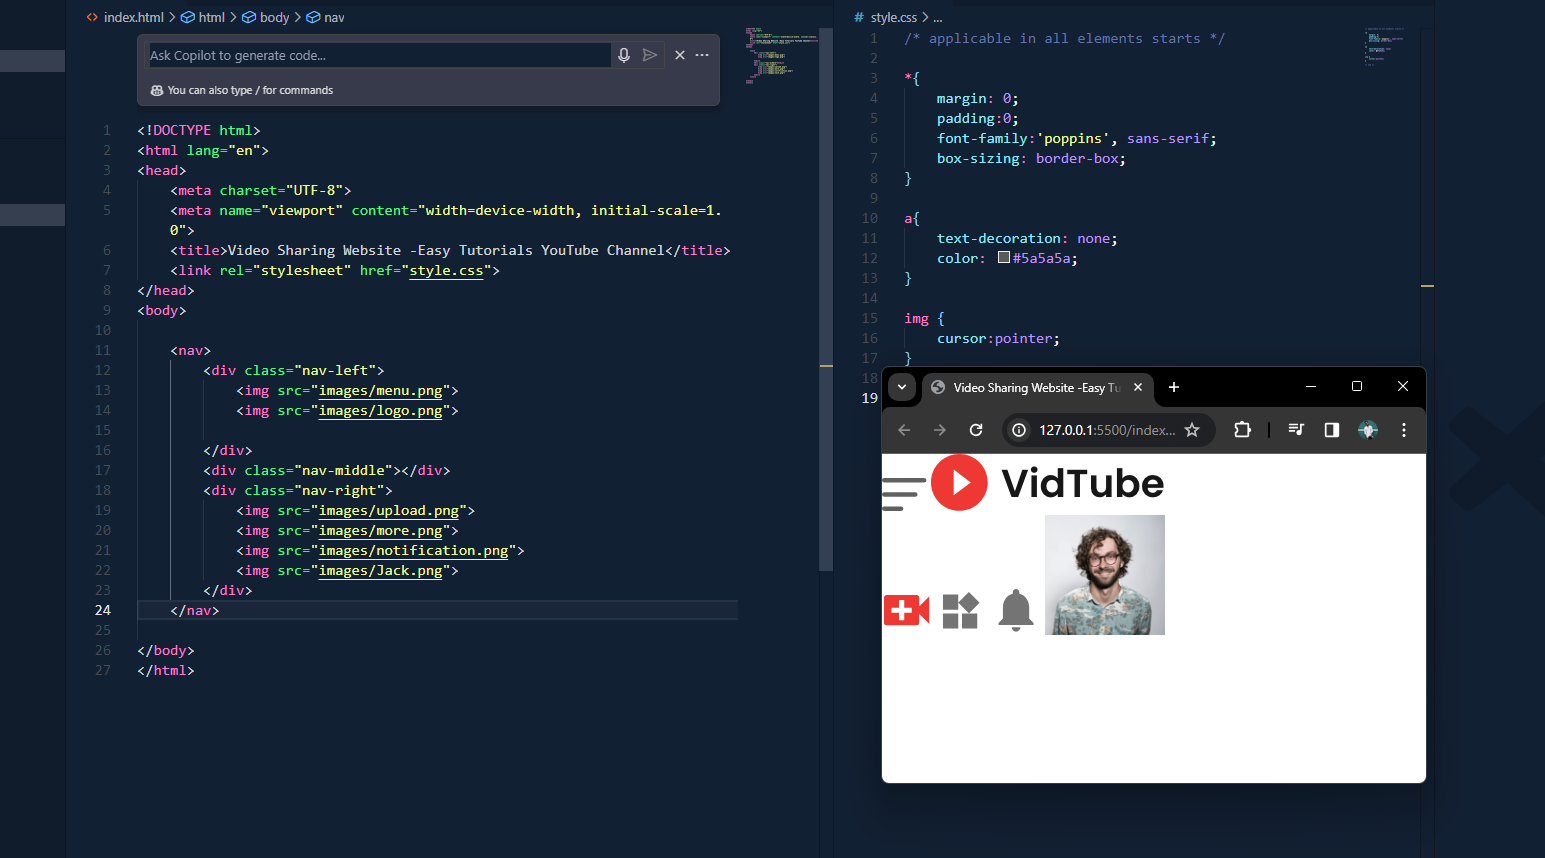 index.html > html > body > nav
Ask Copilot to generate code...
You can also type / for commands
1 <!DOCTYPE html>
2 <html lang="en">
3 <head>
4 <meta charset="UTF-8">
5 <meta name="viewport" content="width=device-width, initial-scale=1.
0">
6 <title>Video Sharing Website -Easy Tutorials YouTube Channel</title>
7 <link rel="stylesheet" href="style.css">
8 </head>
9 <body>
10
11 <nav>
12 <div class="nav-left">
13 <img src="images/menu.png">
14 <img src="images/logo.png">
15
16 </div>
17 <div class="nav-middle"></div>
18 <div class="nav-right">
19 <img src="images/upload.png">
20 <img src="images/more.png">
21 <img src="images/notification.png">
22 <img src="images/Jack.png">
23 </div>
24 </nav>
25
26 </body>
27 </html>
# style.css > ...
1 /* applicable in all elements starts */
2
3 *{
4 margin: 0;
5 padding:0;
6 font-family:'poppins', sans-serif;
7 box-sizing: border-box;
8 }
9
10 a{
11 text-decoration: none;
12 color: #5a5a5a;
13 }
14
15 img {
16 cursor:pointer;
17 }
18
19
Video Sharing Website -Easy Tu
127.0.0.1:5500/index...
VidTube